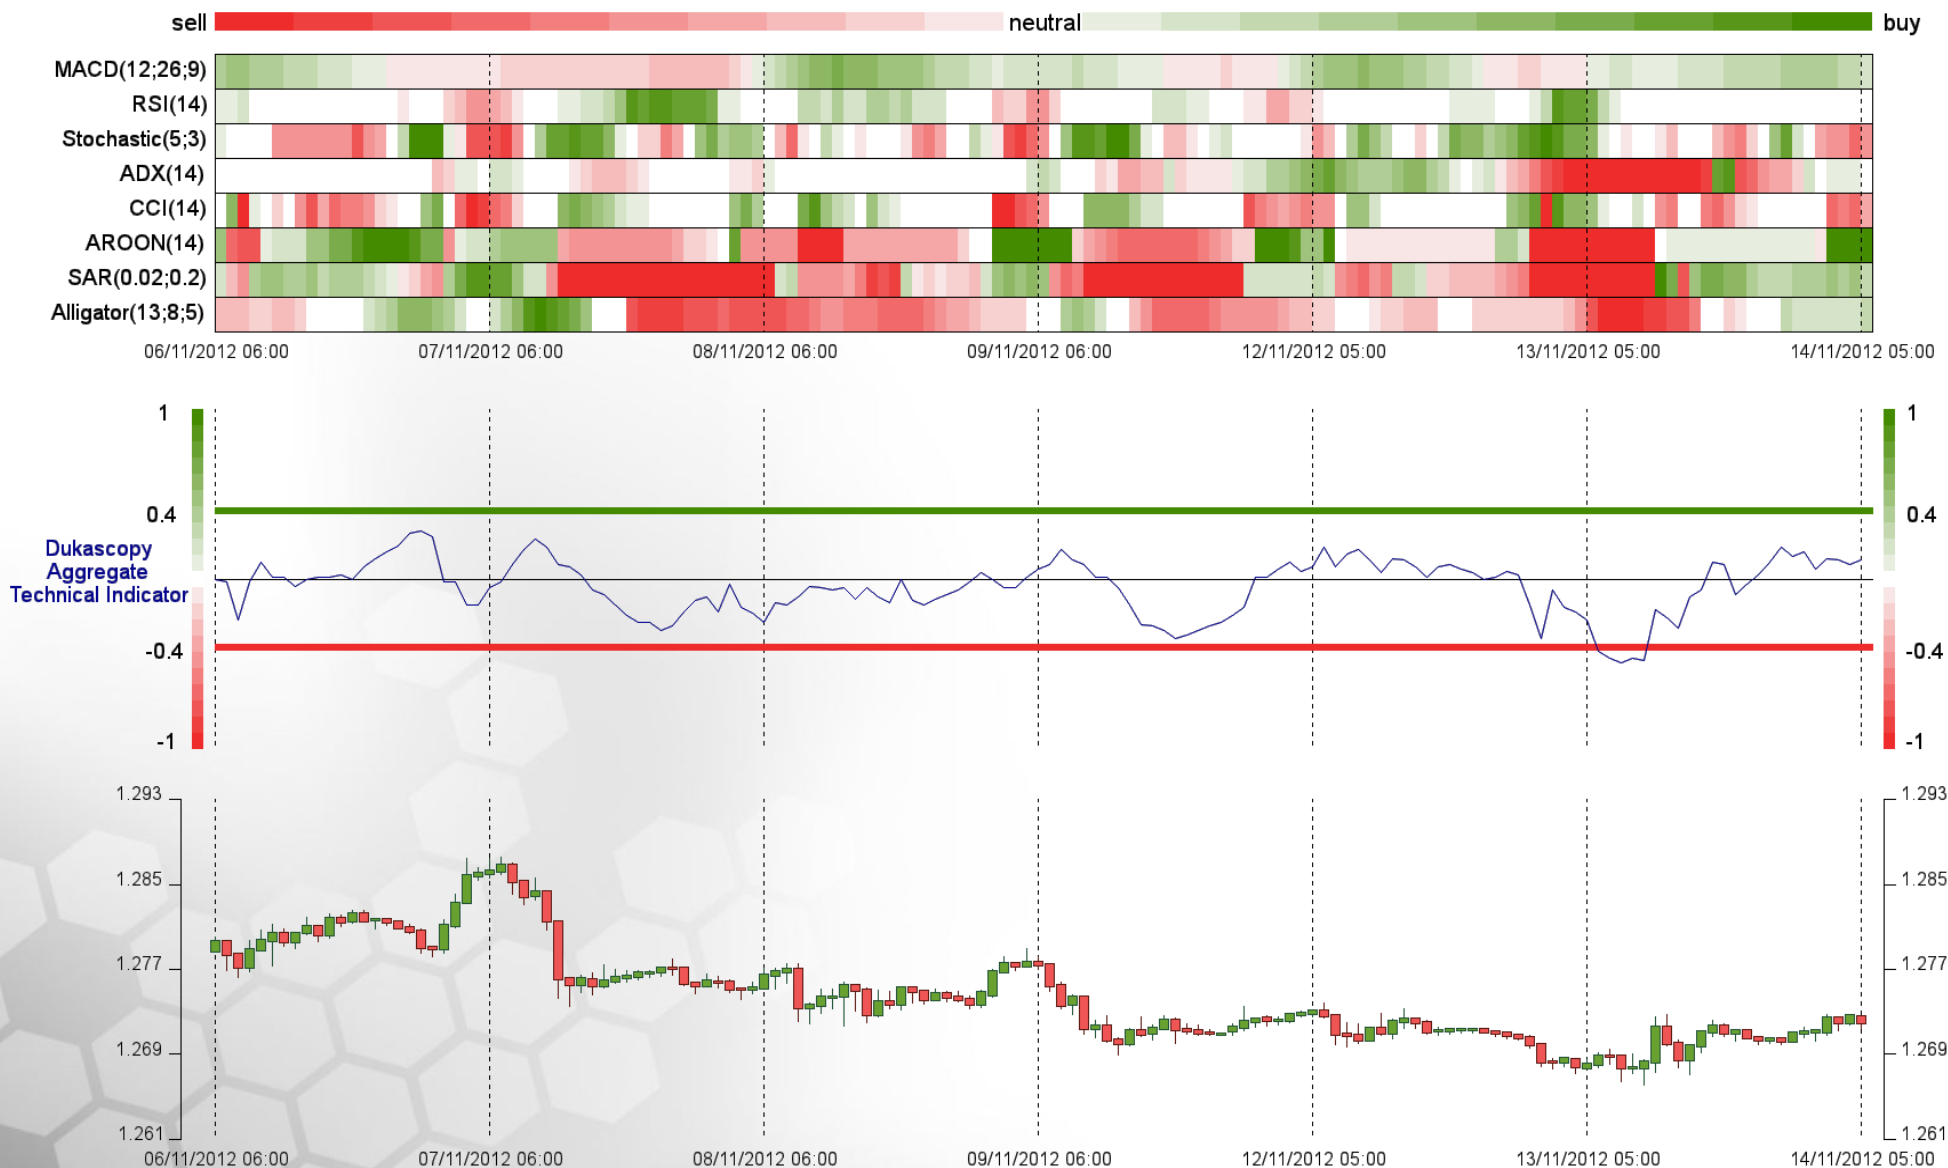 sell neutral buy
MACD(12;26;9)
RSI(14)
Stochastic(5;3)
ADX(14)
CCI(14)
AROON(14)
SAR(0.02;0.2)
Alligator(13;8;5)
06/11/2012 06:00 07/11/2012 06:00 08/11/2012 06:00 09/11/2012 06:00 12/11/2012 05:00 13/11/2012 05:00 14/11/2012 05:00
1 1
0.4 0.4
Dukascopy
Aggregate
Technical Indicator
-0.4 -0.4
-1 -1
1.293 1.293
1.285 1.285
1.277 1.277
1.269 1.269
1.261 1.261
06/11/2012 06:00 07/11/2012 06:00 08/11/2012 06:00 09/11/2012 06:00 12/11/2012 05:00 13/11/2012 05:00 14/11/2012 05:00